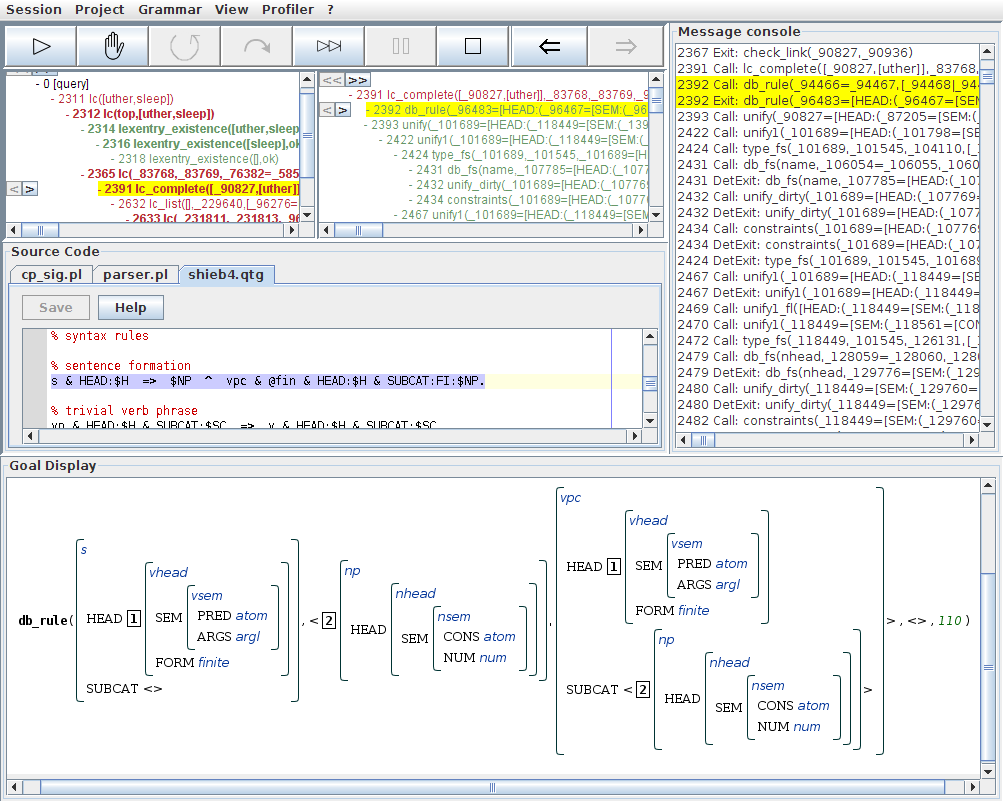 Session Project Grammar View Profiler ?
- 0 [query]
- 2311 lc([uther,sleep])
- 2312 lc(top,[uther,sleep])
- 2314 lexentry_existence([uther,sleep
- 2316 lexentry_existence([sleep],ok
- 2318 lexentry_existence([],ok)
- 2365 lc(_83768,_83769,_76382=_585
< >
- 2391 lc_complete([_90827,[uther]]
- 2632 lc_list([],_229640,[_96276=
- 2633 lc(_231811,_231813,_96
<< >>
- 2391 lc_complete([_90827,[uther]],_83768,_83769,_9
< >
- 2392 db_rule(_96483=[HEAD:(_96467=[SEM:(_96
- 2393 unify(_101689=[HEAD:(_118449=[SEM:(_139
- 2422 unify1(_101689=[HEAD:(_118449=[SEM:
- 2424 type_fs(_101689,_101545,_101689=[H
- 2431 db_fs(name,_107785=[HEAD:(_1077
- 2432 unify_dirty(_101689=[HEAD:(_10776
- 2434 constraints(_101689=[HEAD:(_1077
- 2467 unify1(_101689=[HEAD:(_118449=[SEM
Message console
2367 Exit: check_link(_90827,_90936)
2391 Call: lc_complete([_90827,[uther]],_83768,
2392 Call: db_rule(_94466=_94467,[_94468|_944
2392 Exit: db_rule(_96483=[HEAD:(_96467=[SEM
2393 Call: unify(_90827=[HEAD:(_87205=[SEM:(
2422 Call: unify1(_101689=[HEAD:(_101798=[SE
2424 Call: type_fs(_101689,_101545,_104110,[_1
2431 Call: db_fs(name,_106054=_106055,_1060
2431 DetExit: db_fs(name,_107785=[HEAD:(_1
2432 Call: unify_dirty(_101689=[HEAD:(_10776
2432 DetExit: unify_dirty(_101689=[HEAD:(_10
2434 Call: constraints(_101689=[HEAD:(_10776
2434 DetExit: constraints(_101689=[HEAD:(_1
2424 DetExit: type_fs(_101689,_101545,_1016
2467 Call: unify1(_101689=[HEAD:(_118449=[SE
2467 DetExit: unify1(_101689=[HEAD:(_118449=
2469 Call: unify1_fl([HEAD:(_118449=[SEM:(_118
2470 Call: unify1(_118449=[SEM:(_118561=[CON
2472 Call: type_fs(_118449,_101545,_126131,[_1
2479 Call: db_fs(nhead,_128059=_128060,_128
2479 DetExit: db_fs(nhead,_129776=[SEM:(_129
2480 Call: unify_dirty(_118449=[SEM:(_129760=
2480 DetExit: unify_dirty(_118449=[SEM:(_1297
2482 Call: constraints(_118449=[SEM:(_129760
Source Code
cp_sig.pl parser.pl shieb4.qtg
Save Help
% syntax rules
% sentence formation
s & HEAD:$H => $NP ^ vpc & @fin & HEAD:$H & SUBCAT:FI:$NP.
% trivial verb phrase
vp & HEAD:$H & SUBCAT:$SC => v & HEAD:$H & SUBCAT:$SC
Goal Display
db_rule(
s
HEAD 1
vhead
SEM
vsem
PRED atom
ARGS argl
FORM finite
SUBCAT <>
, < 2
np
HEAD
nhead
SEM
nsem
CONS atom
NUM num
,
vpc
HEAD 1
vhead
SEM
vsem
PRED atom
ARGS argl
FORM finite
SUBCAT < 2
np
HEAD
nhead
SEM
nsem
CONS atom
NUM num
>
> , <> , 110 )